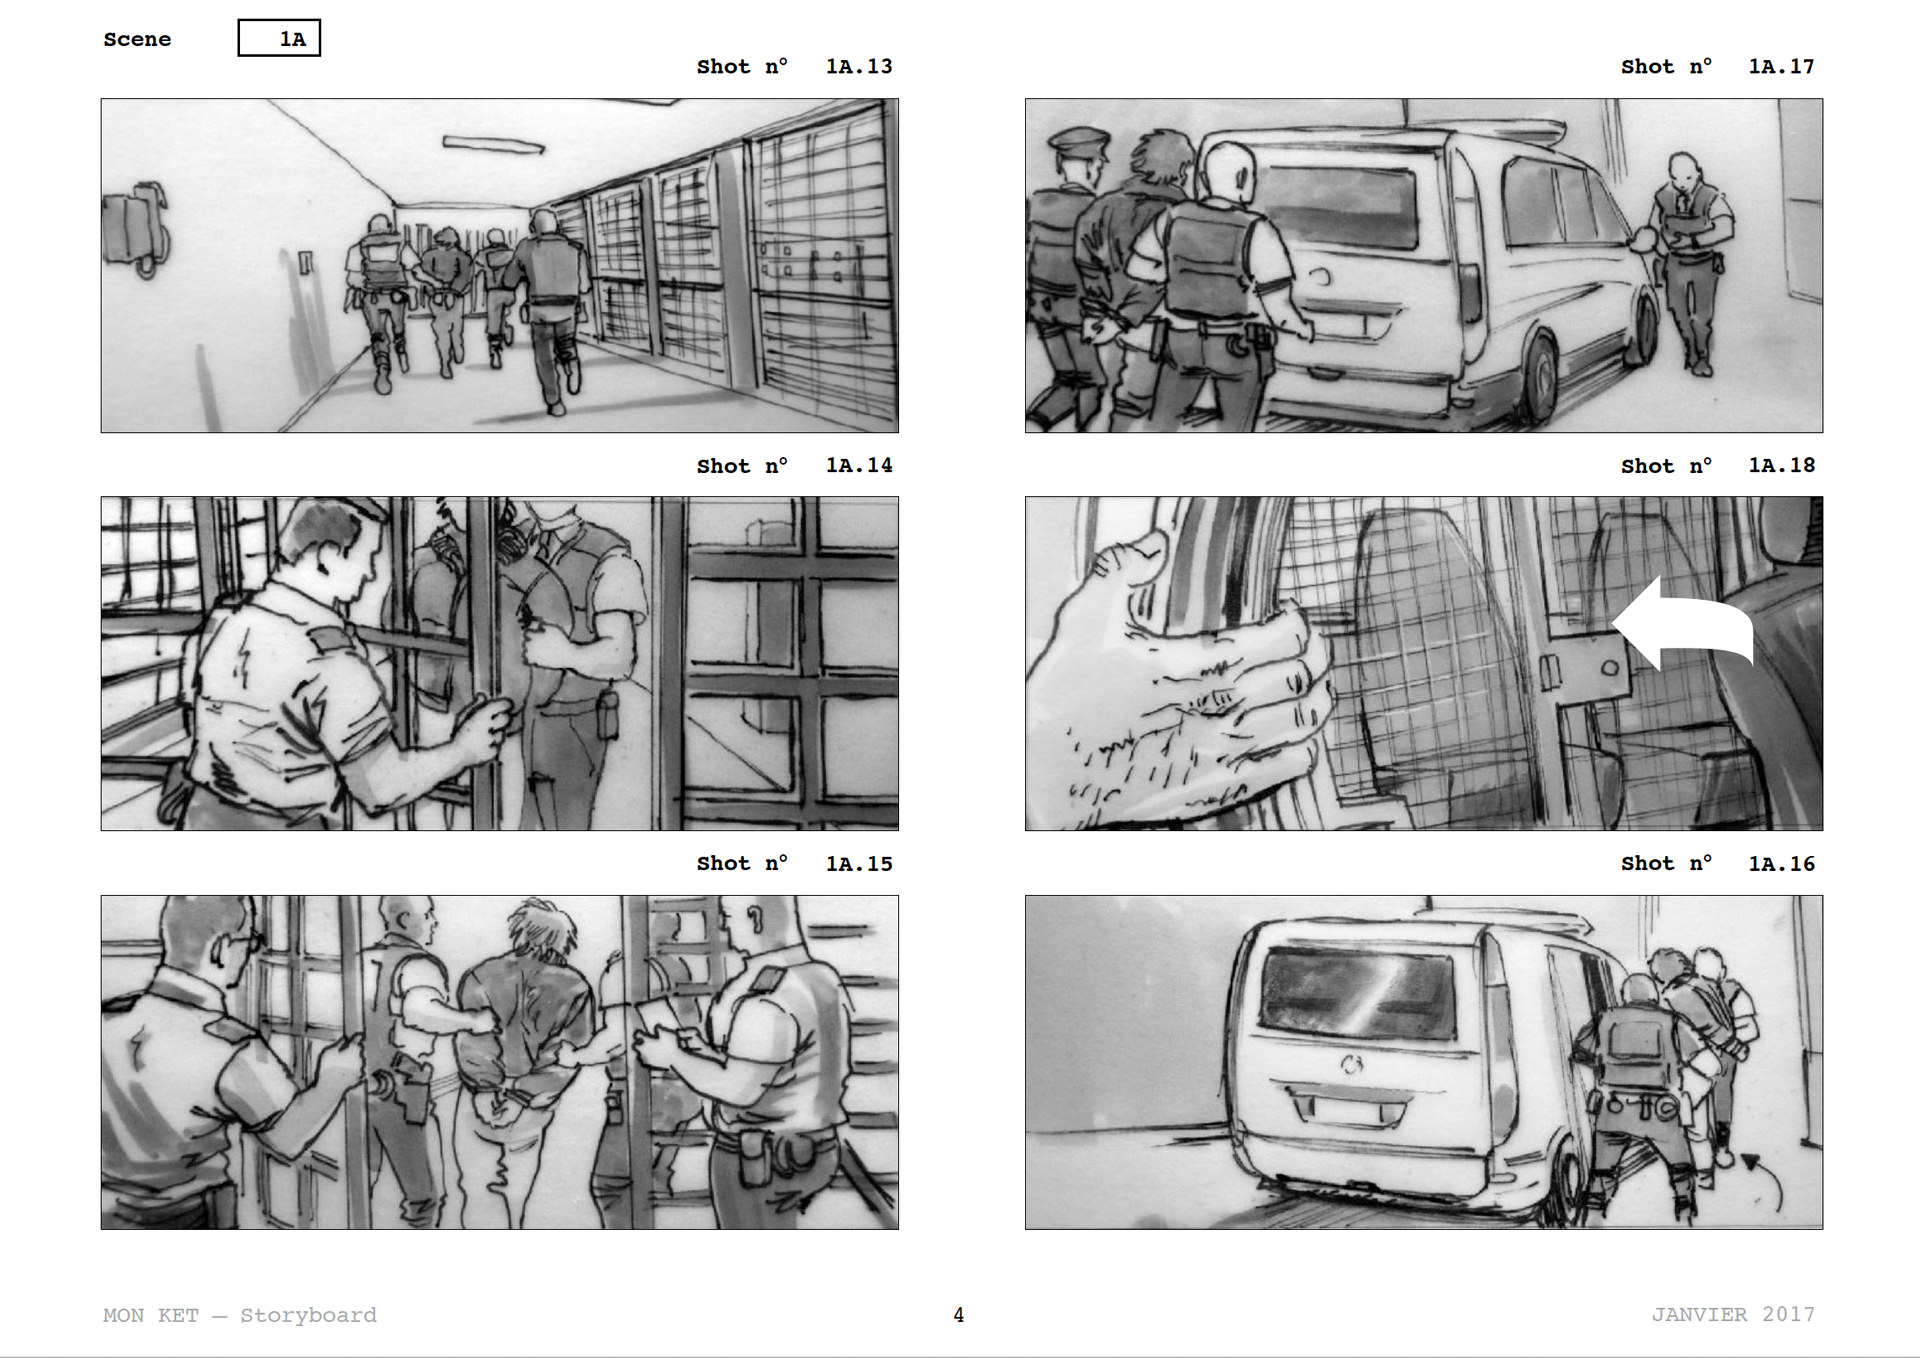 Scene 1A
Shot n° 1A.13
Shot n° 1A.17
Shot n° 1A.14
Shot n° 1A.18
Shot n° 1A.15
Shot n° 1A.16
MON KET — Storyboard
4
JANVIER 2017